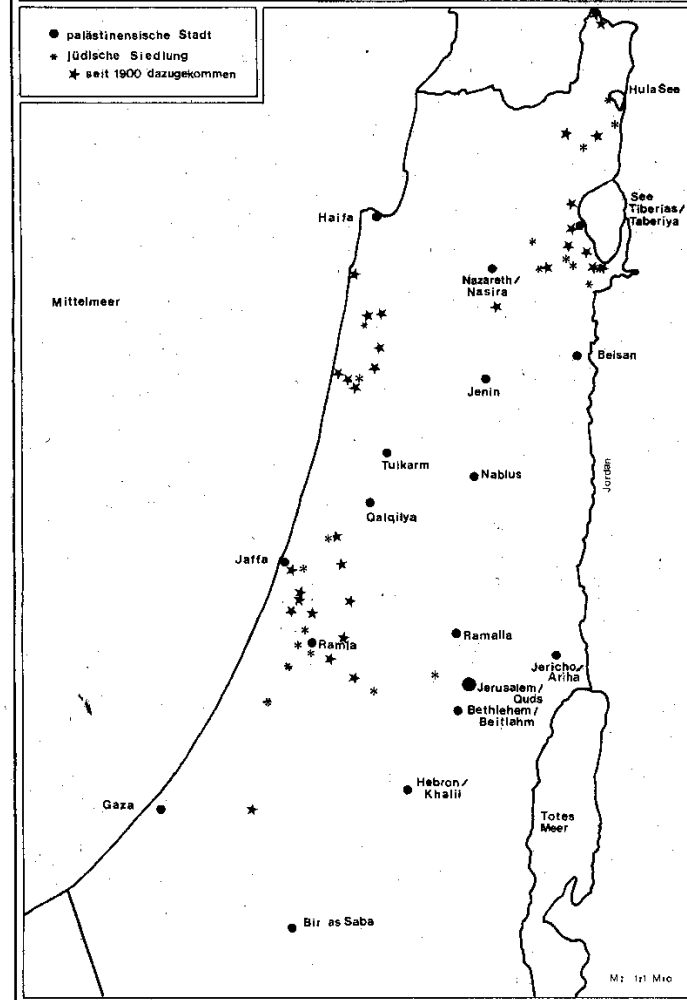 palästinensische Stadt
jüdische Siedlung
seit 1900 dazugekommen
Hula See
See
Tiberias/
Taberiya
Haifa
Nazareth/
Nasira
Mittelmeer
Beisan
Jenin
Tulkarm
Nablus
Jordan
Qalqilya
Jaffa
Ramalla
Ramla
Jericho/
Ariha
Jerusalem/
Quds
Bethlehem/
Beitlahm
Hebron/
Khalil
Gaza
Totes
Meer
Bir as Saba